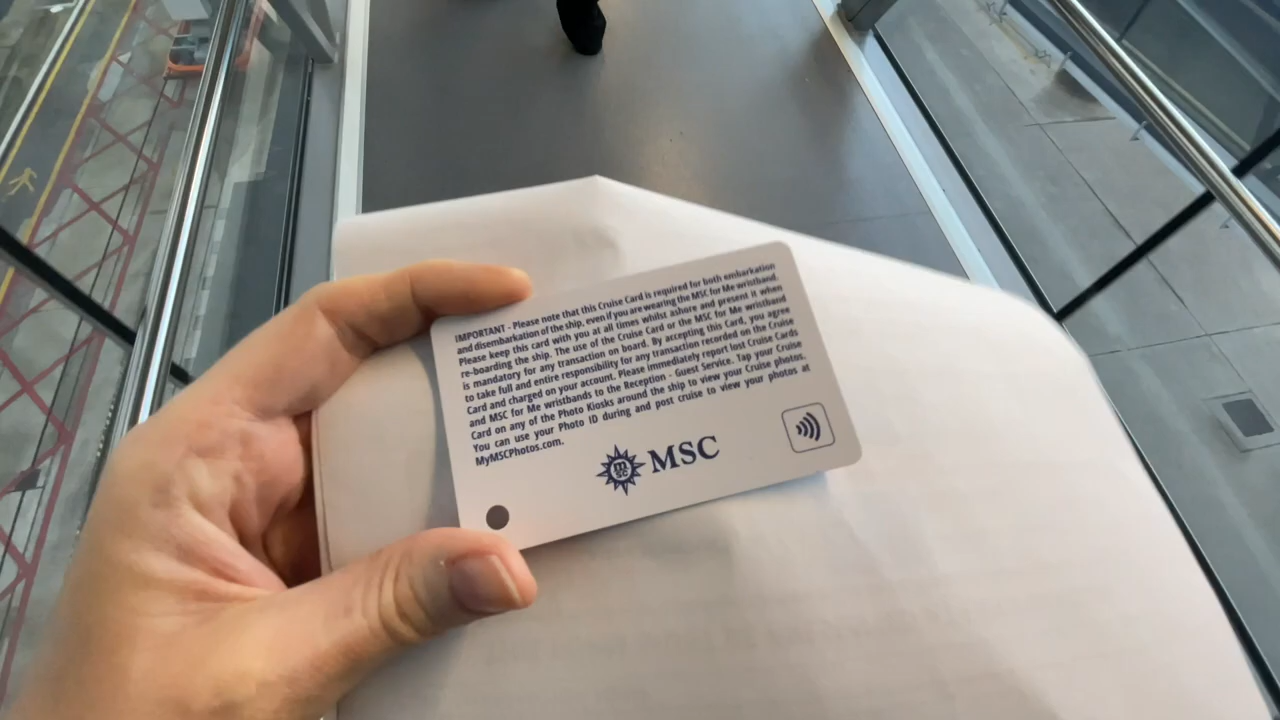 IMPORTANT - Please note that this Cruise Card is required for both embarkation
and disembarkation of the ship, even if you are wearing the MSC for Me wristband.
Please keep this card with you at all times whilst ashore and present it when
re-boarding the ship. The use of the Cruise Card or the MSC for Me wristband
is mandatory for any transaction on board. By accepting this Card, you agree
to take full and entire responsibility for any transaction recorded on the Cruise
Card and charged on your account. Please immediately report lost Cruise Cards
and MSC for Me wristbands to the Reception - Guest Service. Tap your Cruise
Card on any of the Photo Kiosks around the ship to view your Cruise photos.
You can use your Photo ID during and post cruise to view your photos at
MyMSCPhotos.com.
m
SC
MSC